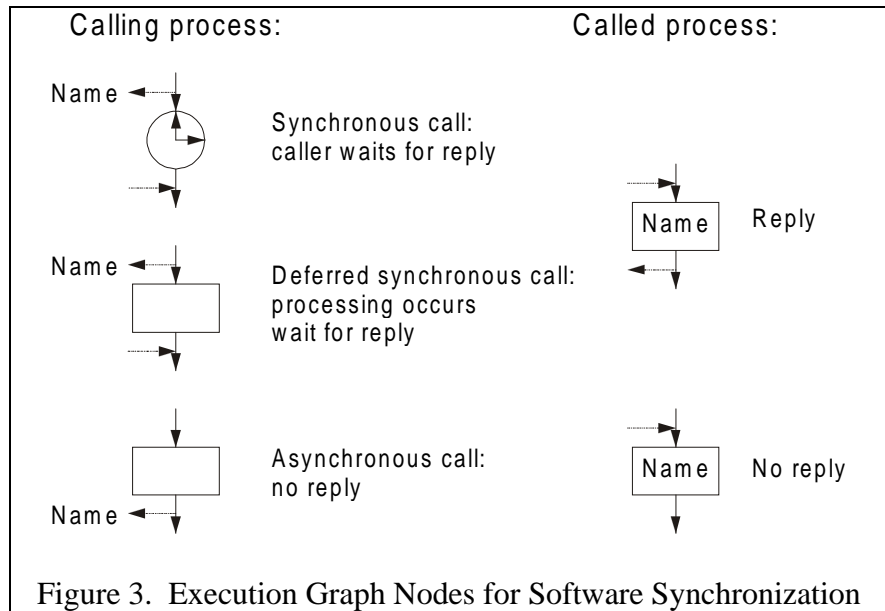 Calling process:
Called process:
Name
Synchronous call:
caller waits for reply
Name
Reply
Name
Deferred synchronous call:
processing occurs
wait for reply
Asynchronous call:
no reply
Name
Name
No reply
Figure 3. Execution Graph Nodes for Software Synchronization